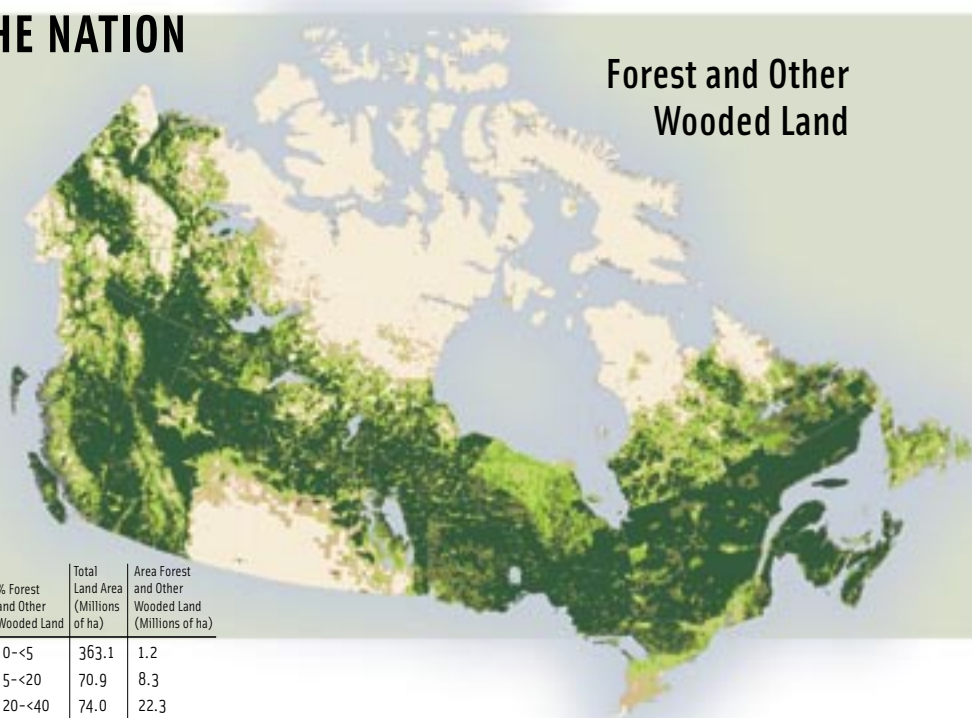 HE NATION
Forest and Other
Wooded Land
% Forest
and Other
Wooded Land
Total
Land Area
(Millions
of ha)
Area Forest
and Other
Wooded Land
(Millions of ha)
0-<5 363.1 1.2
5-<20 70.9 8.3
20-<40 74.0 22.3